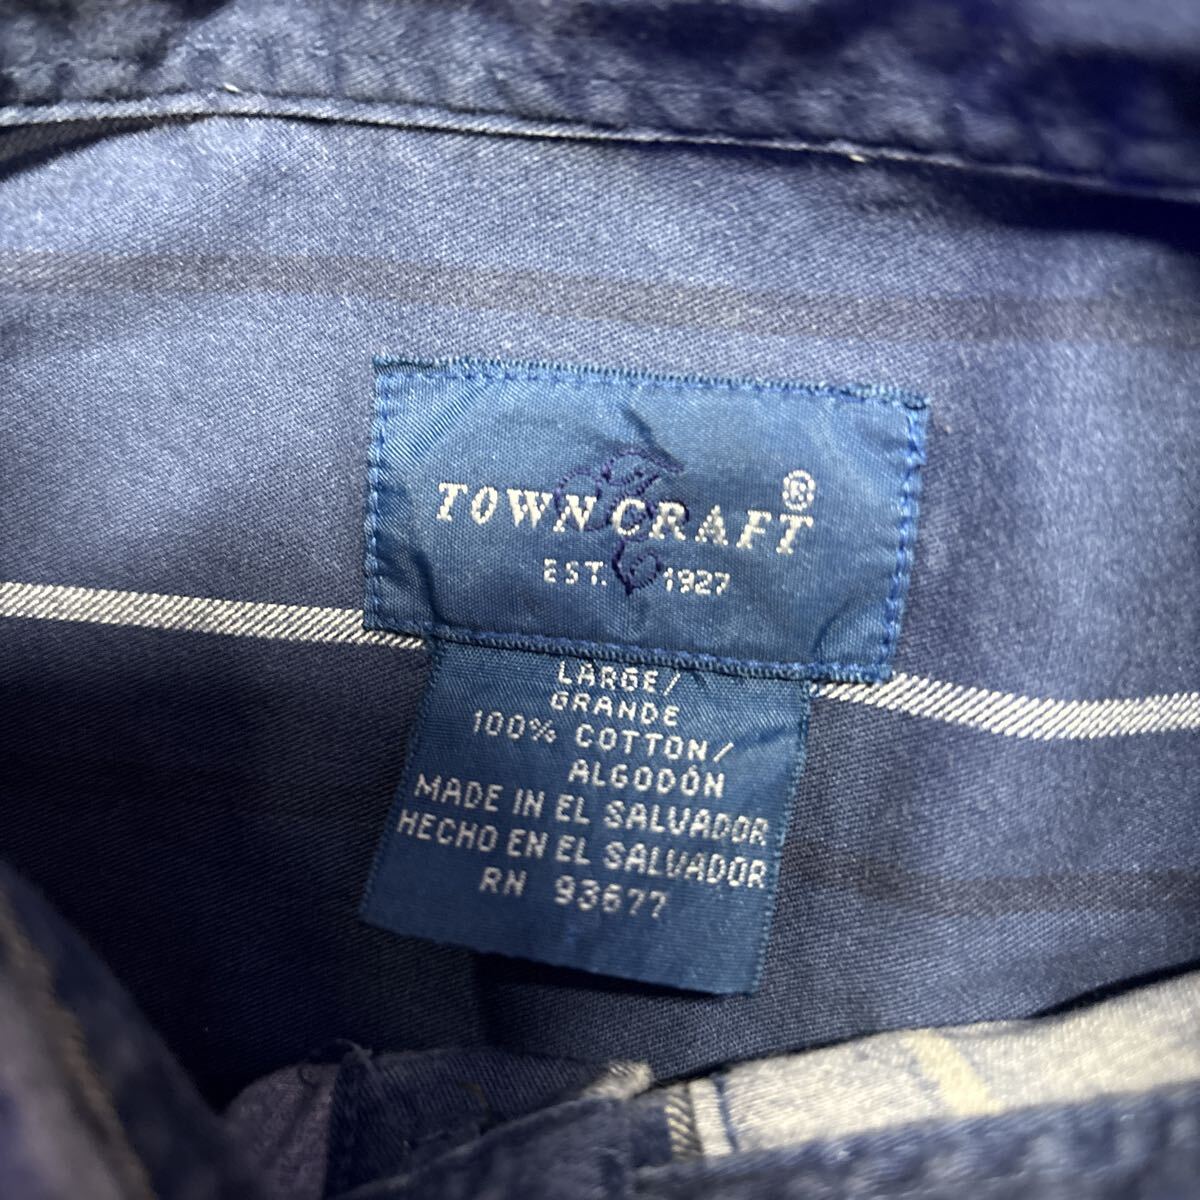 TOWNCRAFT®
EST. 1927
LARGE/
GRANDE
100% COTTON/
ALGODÓN
MADE IN EL SALVADOR
HECHO EN EL SALVADOR
RN 93677